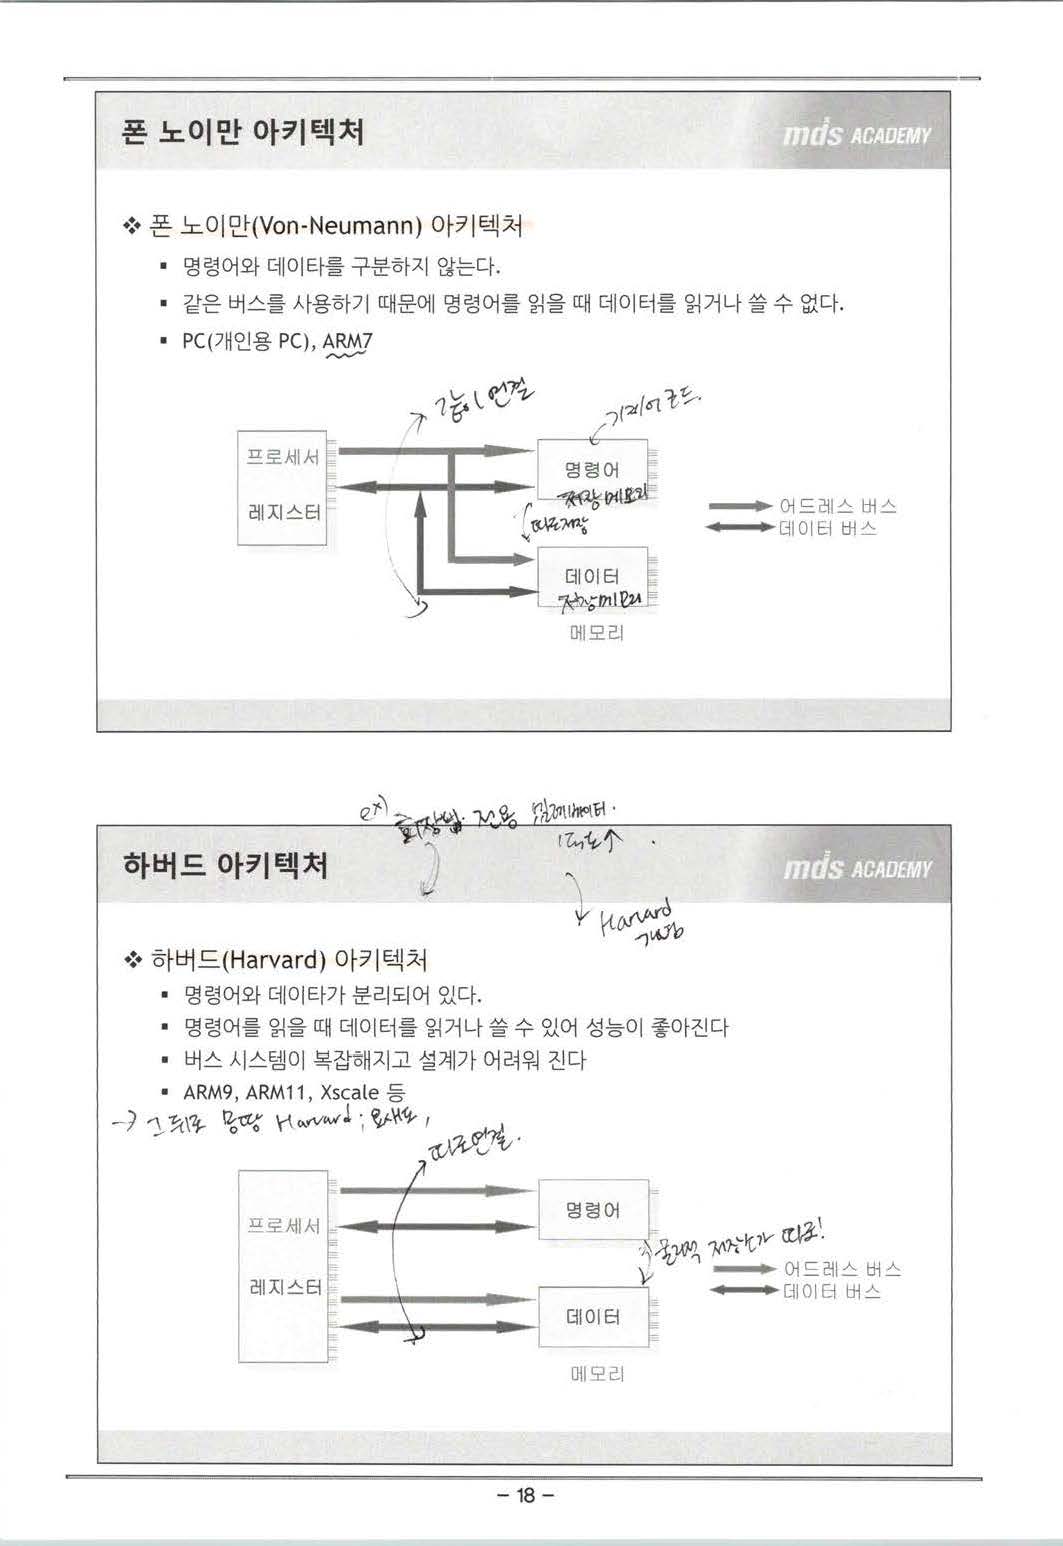 폰 노이만 아키텍처
mds ACADEMY
❖ 폰 노이만(Von-Neumann) 아키텍처
▪ 명령어와 데이타를 구분하지 않는다.
▪ 같은 버스를 사용하기 때문에 명령어를 읽을 때 데이터를 읽거나 쓸 수 없다.
▪ PC(개인용 PC), ARM7
연결
기계어 코드.
프로세서
레지스터
명령어
저장 메모리
따로 저장
데이터
저장 메모리
메모리
어드레스 버스
데이터 버스
ex) 회장님 전용 엘리베이터.
하버드 아키텍처
mds ACADEMY
Harvard
❖ 하버드(Harvard) 아키텍처
▪ 명령어와 데이타가 분리되어 있다.
▪ 명령어를 읽을 때 데이터를 읽거나 쓸 수 있어 성능이 좋아진다
▪ 버스 시스템이 복잡해지고 설계가 어려워 진다
▪ ARM9, ARM11, Xscale 등
→ 그 뒤로 몽땅 Harvard; 요새도,
따로 연결.
프로세서
레지스터
명령어
물리적 저장 따로!
데이터
메모리
어드레스 버스
데이터 버스
- 18 -